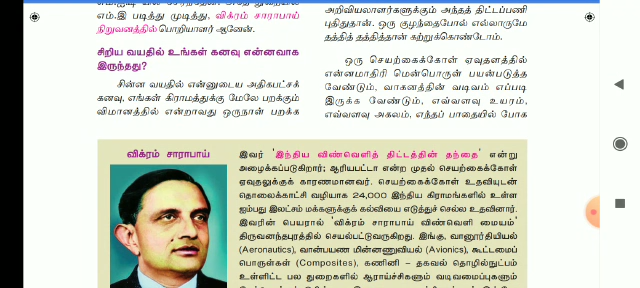 எம்.இ படித்து முடித்து, விக்ரம் சாராபாய்
நிறுவனத்தில் பொறியாளர் ஆனேன்.
சிறிய வயதில் உங்கள் கனவு என்னவாக
இருந்தது?
சின்ன வயதில் என்னுடைய அதிகபட்சக்
கனவு, எங்கள் கிராமத்துக்கு மேலே பறக்கும்
விமானத்தில் என்றாவது ஒருநாள் பறக்க
அறிவியலாளர்களுக்கும் அந்தத் திட்டப்பணி
புதிதுதான். ஒரு குழந்தைபோல் எல்லாருமே
தத்தித் தத்தித்தான் கற்றுக்கொண்டோம்.
ஒரு செயற்கைக்கோள் ஏவுதளத்தில்
என்னமாதிரி மென்பொருள் பயன்படுத்த
வேண்டும், வாகனத்தின் வடிவம் எப்படி
இருக்க வேண்டும், எவ்வளவு உயரம்,
எவ்வளவு அகலம், எந்தப் பாதையில் போக
விக்ரம் சாராபாய்
இவர் 'இந்திய விண்வெளித் திட்டத்தின் தந்தை' என்று
அழைக்கப்படுகிறார்; ஆரியபட்டா என்ற முதல் செயற்கைக்கோள்
ஏவுதலுக்குக் காரணமானவர். செயற்கைக்கோள் உதவியுடன்
தொலைக்காட்சி வழியாக 24,000 இந்திய கிராமங்களில் உள்ள
ஐம்பது இலட்சம் மக்களுக்குக் கல்வியை எடுத்துச் செல்ல உதவினார்.
இவரின் பெயரால் 'விக்ரம் சாராபாய் விண்வெளி மையம்'
திருவனந்தபுரத்தில் செயல்பட்டுவருகிறது. இங்கு, வானூர்தியியல்
(Aeronautics), வான்பயண மின்னணுவியல் (Avionics), கூட்டமைப்
பொருள்கள் (Composites), கணினி – தகவல் தொழில்நுட்பம்
உள்ளிட்ட பல துறைகளில் ஆராய்ச்சிகளும் வடிவமைப்புகளும்